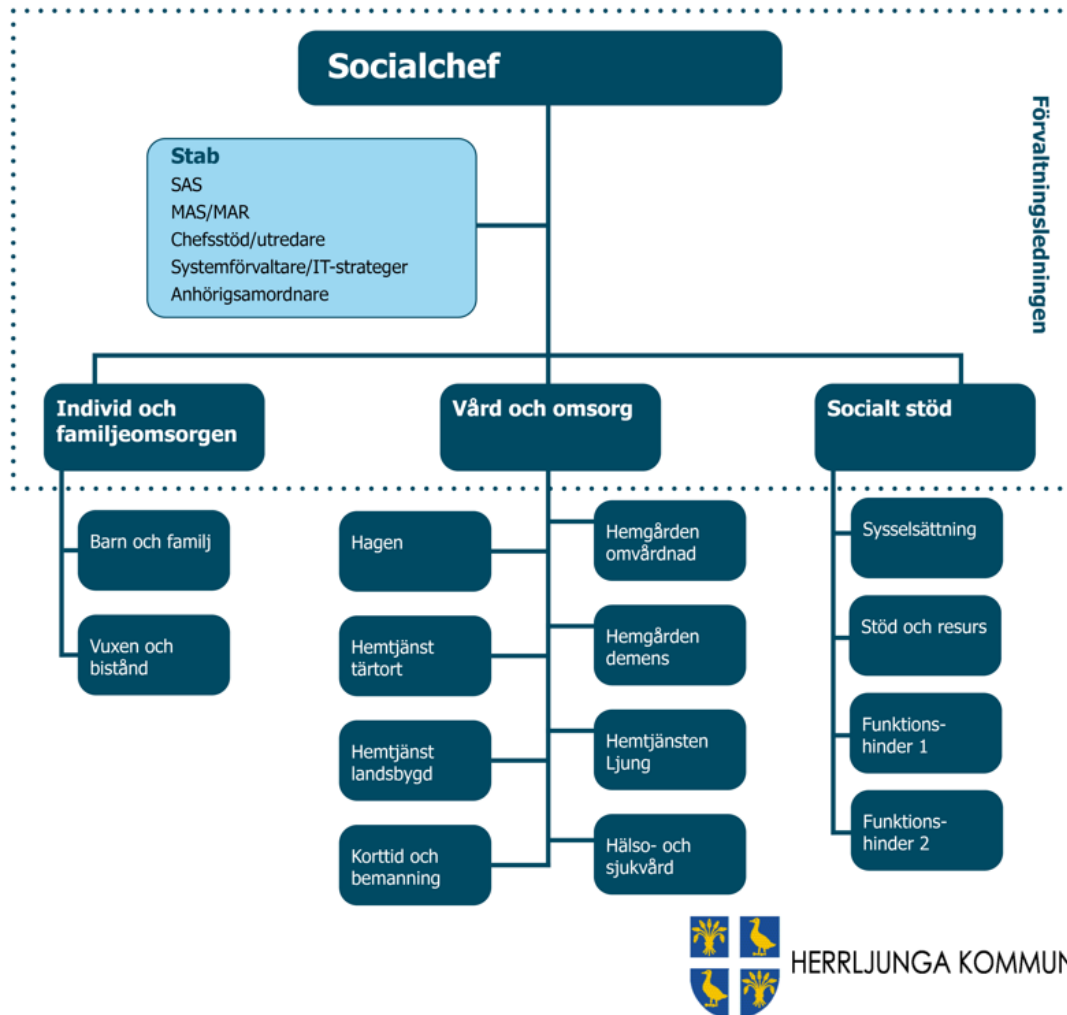 Socialchef
Förvaltningsledningen
Stab
SAS
MAS/MAR
Chefsstöd/utredare
Systemförvaltare/IT-strateger
Anhörigsamordnare
Individ och
familjeomsorgen
Vård och omsorg
Socialt stöd
Barn och familj
Vuxen och
bistånd
Hagen
Hemtjänst
tärtort
Hemtjänst
landsbygd
Korttid och
bemanning
Hemgården
omvårdnad
Hemgården
demens
Hemtjänsten
Ljung
Hälso- och
sjukvård
Sysselsättning
Stöd och resurs
Funktions-
hinder 1
Funktions-
hinder 2
HERRLJUNGA KOMMUN